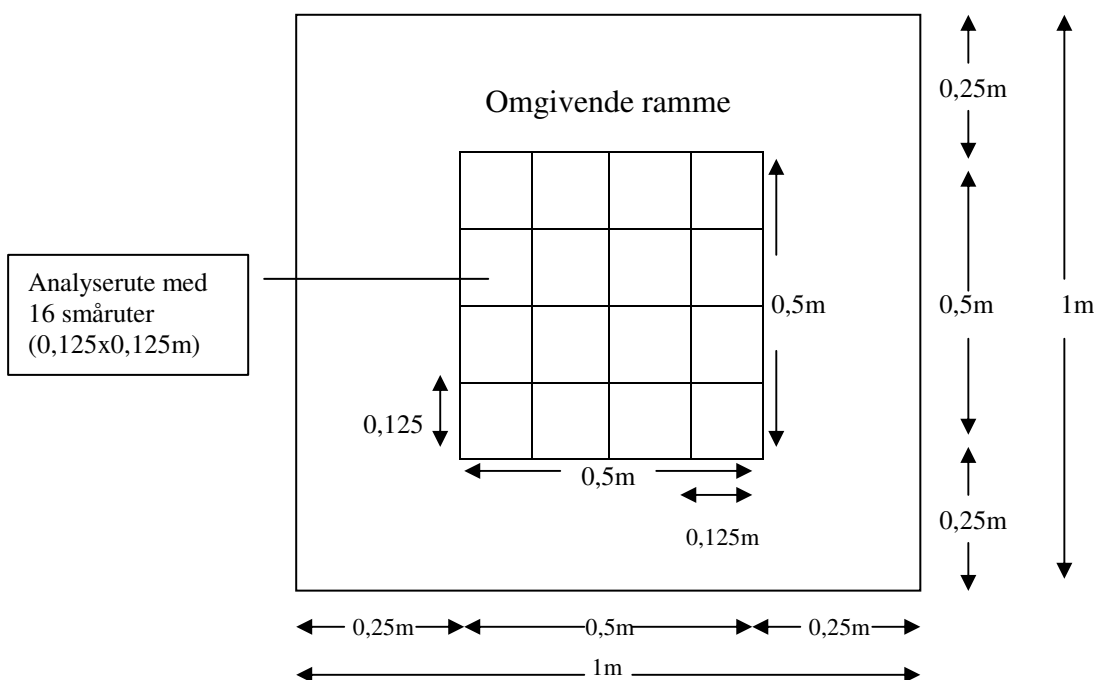 0,25m
Omgivende ramme
Analyserute med
16 småruter
(0,125x0,125m)
0,5m
0,5m
1m
0,125
0,5m
0,125m
0,25m
0,25m
0,5m
0,25m
1m